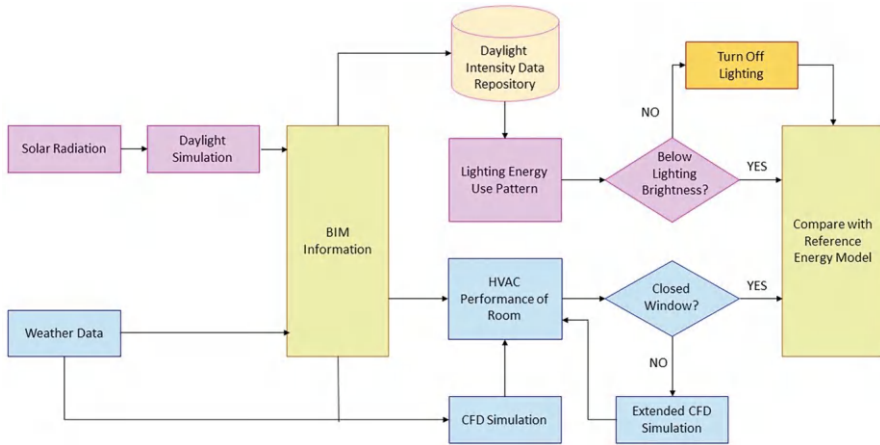 Solar Radiation
Daylight
Simulation
BIM
Information
Daylight
Intensity Data
Repository
Lighting Energy
Use Pattern
Below
Lighting
Brightness?
NO
Turn Off
Lighting
YES
Compare with
Reference
Energy Model
Weather Data
HVAC
Performance of
Room
Closed
Window?
YES
NO
CFD Simulation
Extended CFD
Simulation